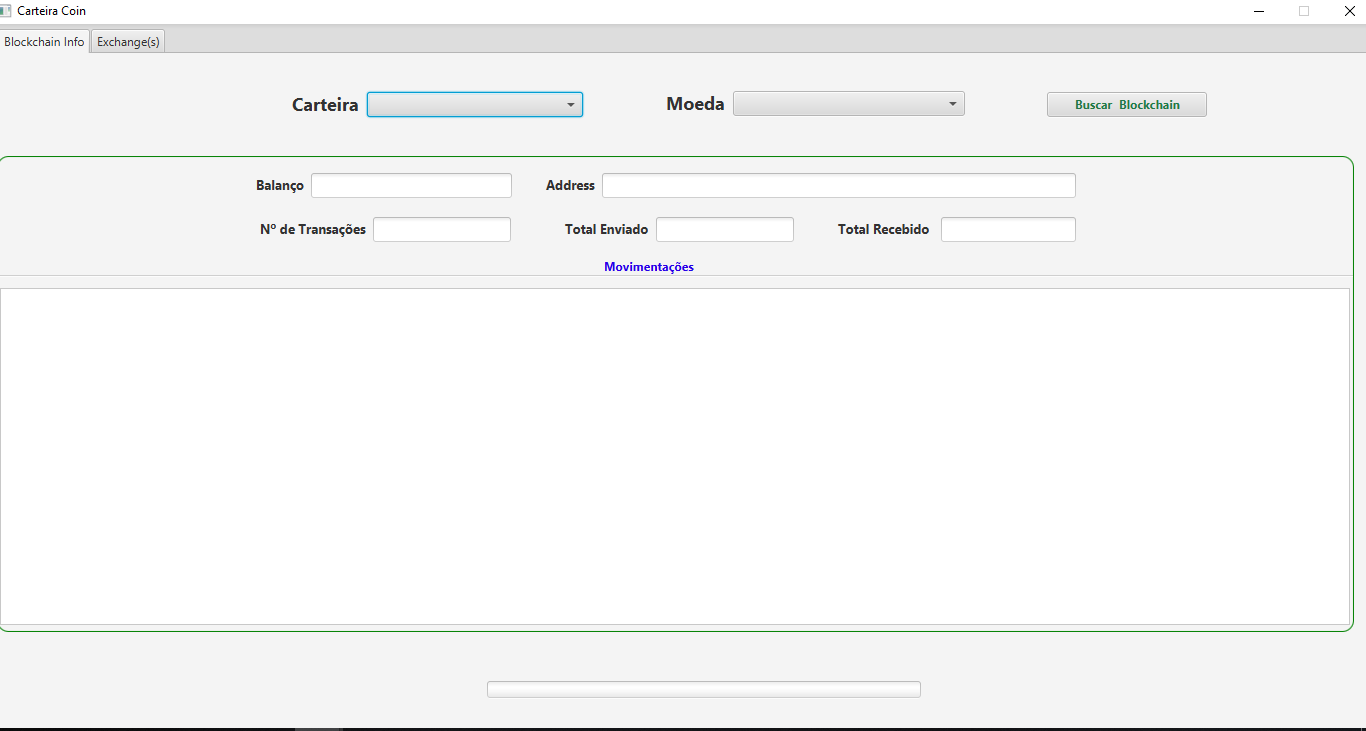 Carteira Coin
Blockchain Info Exchange(s)
Carteira Moeda Buscar Blockchain
Balanço Address
Nº de Transações Total Enviado Total Recebido
Movimentações